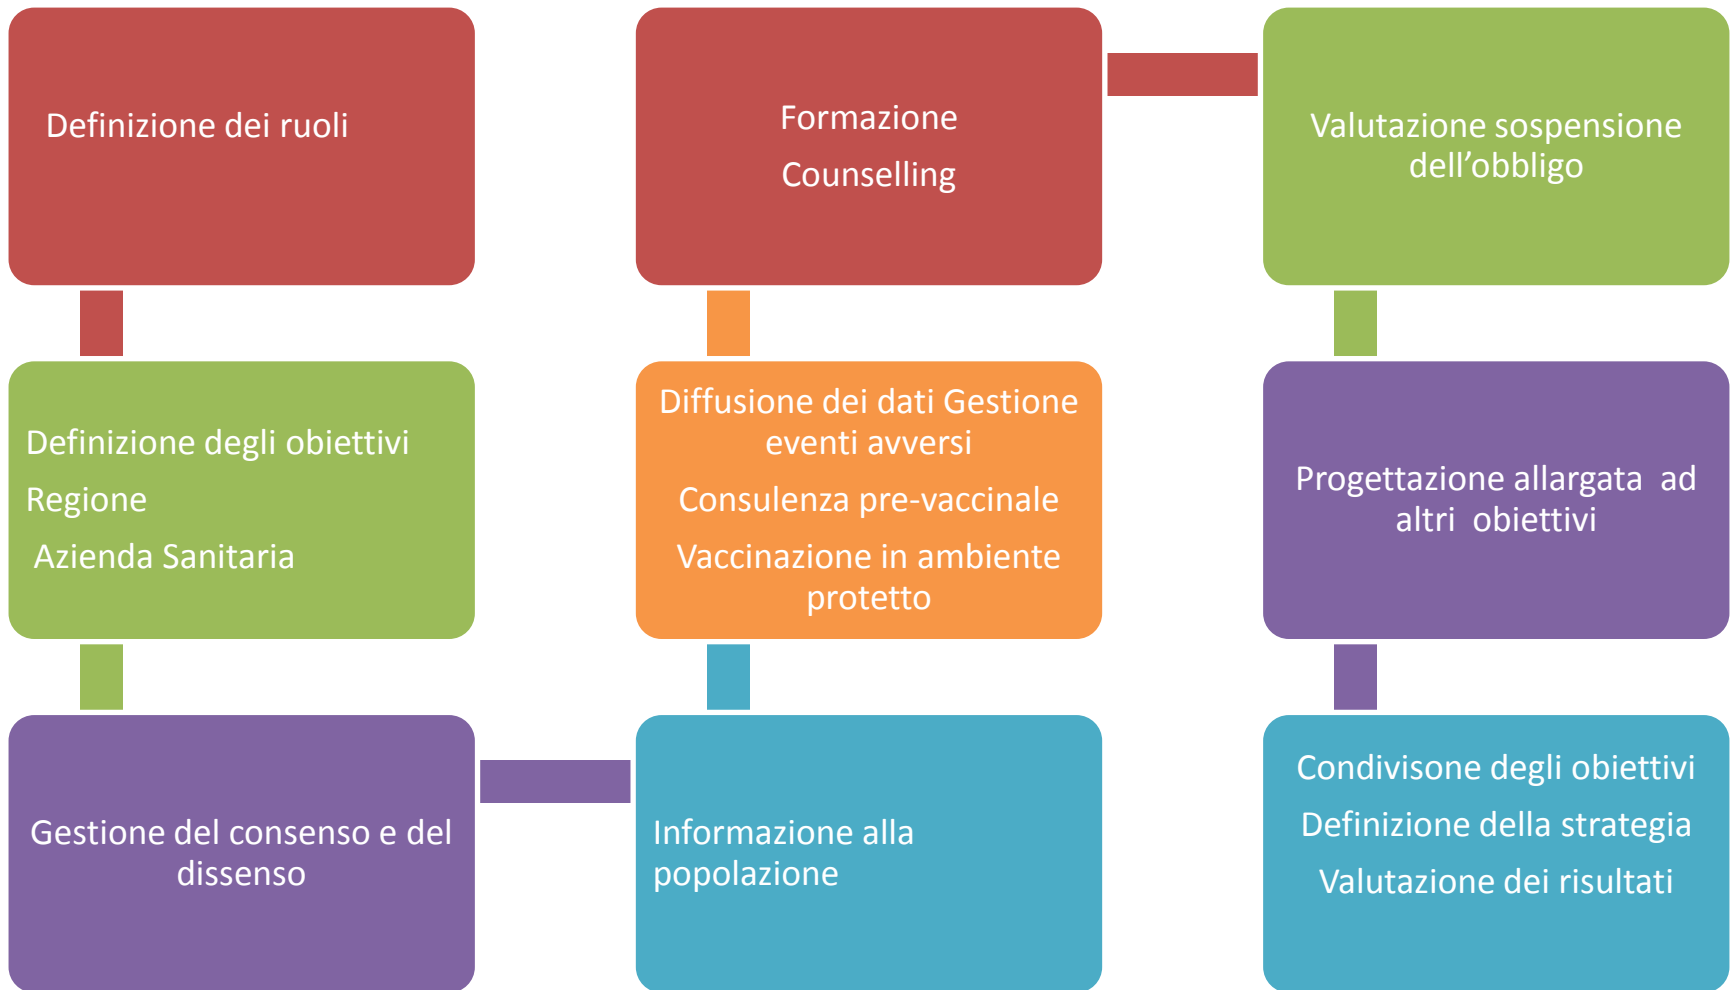 Definizione dei ruoli
Definizione degli obiettivi
Regione
Azienda Sanitaria
Gestione del consenso e del
dissenso
Informazione alla
popolazione
Diffusione dei dati Gestione
eventi avversi
Consulenza pre-vaccinale
Vaccinazione in ambiente
protetto
Formazione
Counselling
Valutazione sospensione
dell’obbligo
Progettazione allargata ad
altri obiettivi
Condivisone degli obiettivi
Definizione della strategia
Valutazione dei risultati